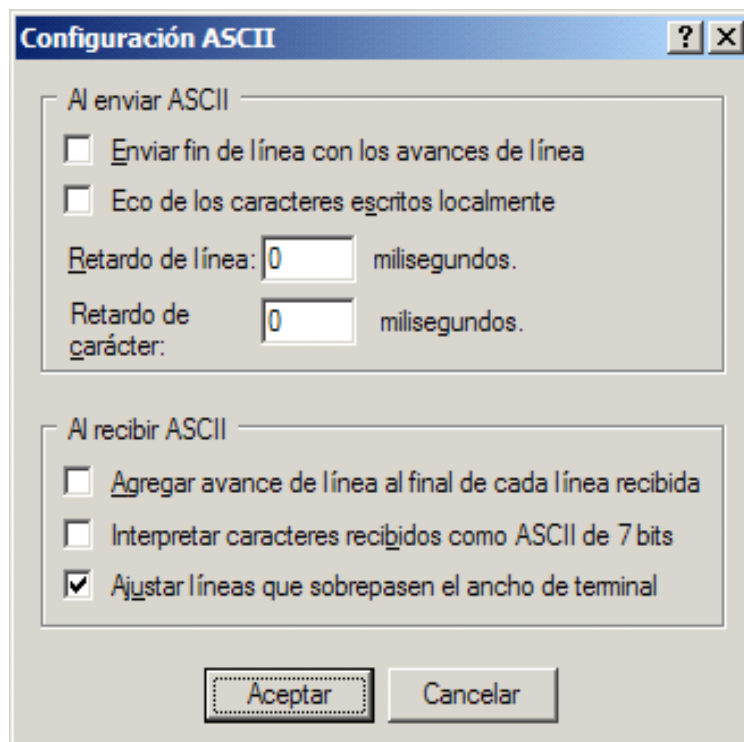 Configuración ASCII
Al enviar ASCII
Enviar fin de línea con los avances de línea
Eco de los caracteres escritos localmente
Retardo de línea: 0 milisegundos.
Retardo de
carácter: 0 milisegundos.
Al recibir ASCII
Agregar avance de línea al final de cada línea recibida
Interpretar caracteres recibidos como ASCII de 7 bits
Ajustar líneas que sobrepasen el ancho de terminal
Aceptar Cancelar